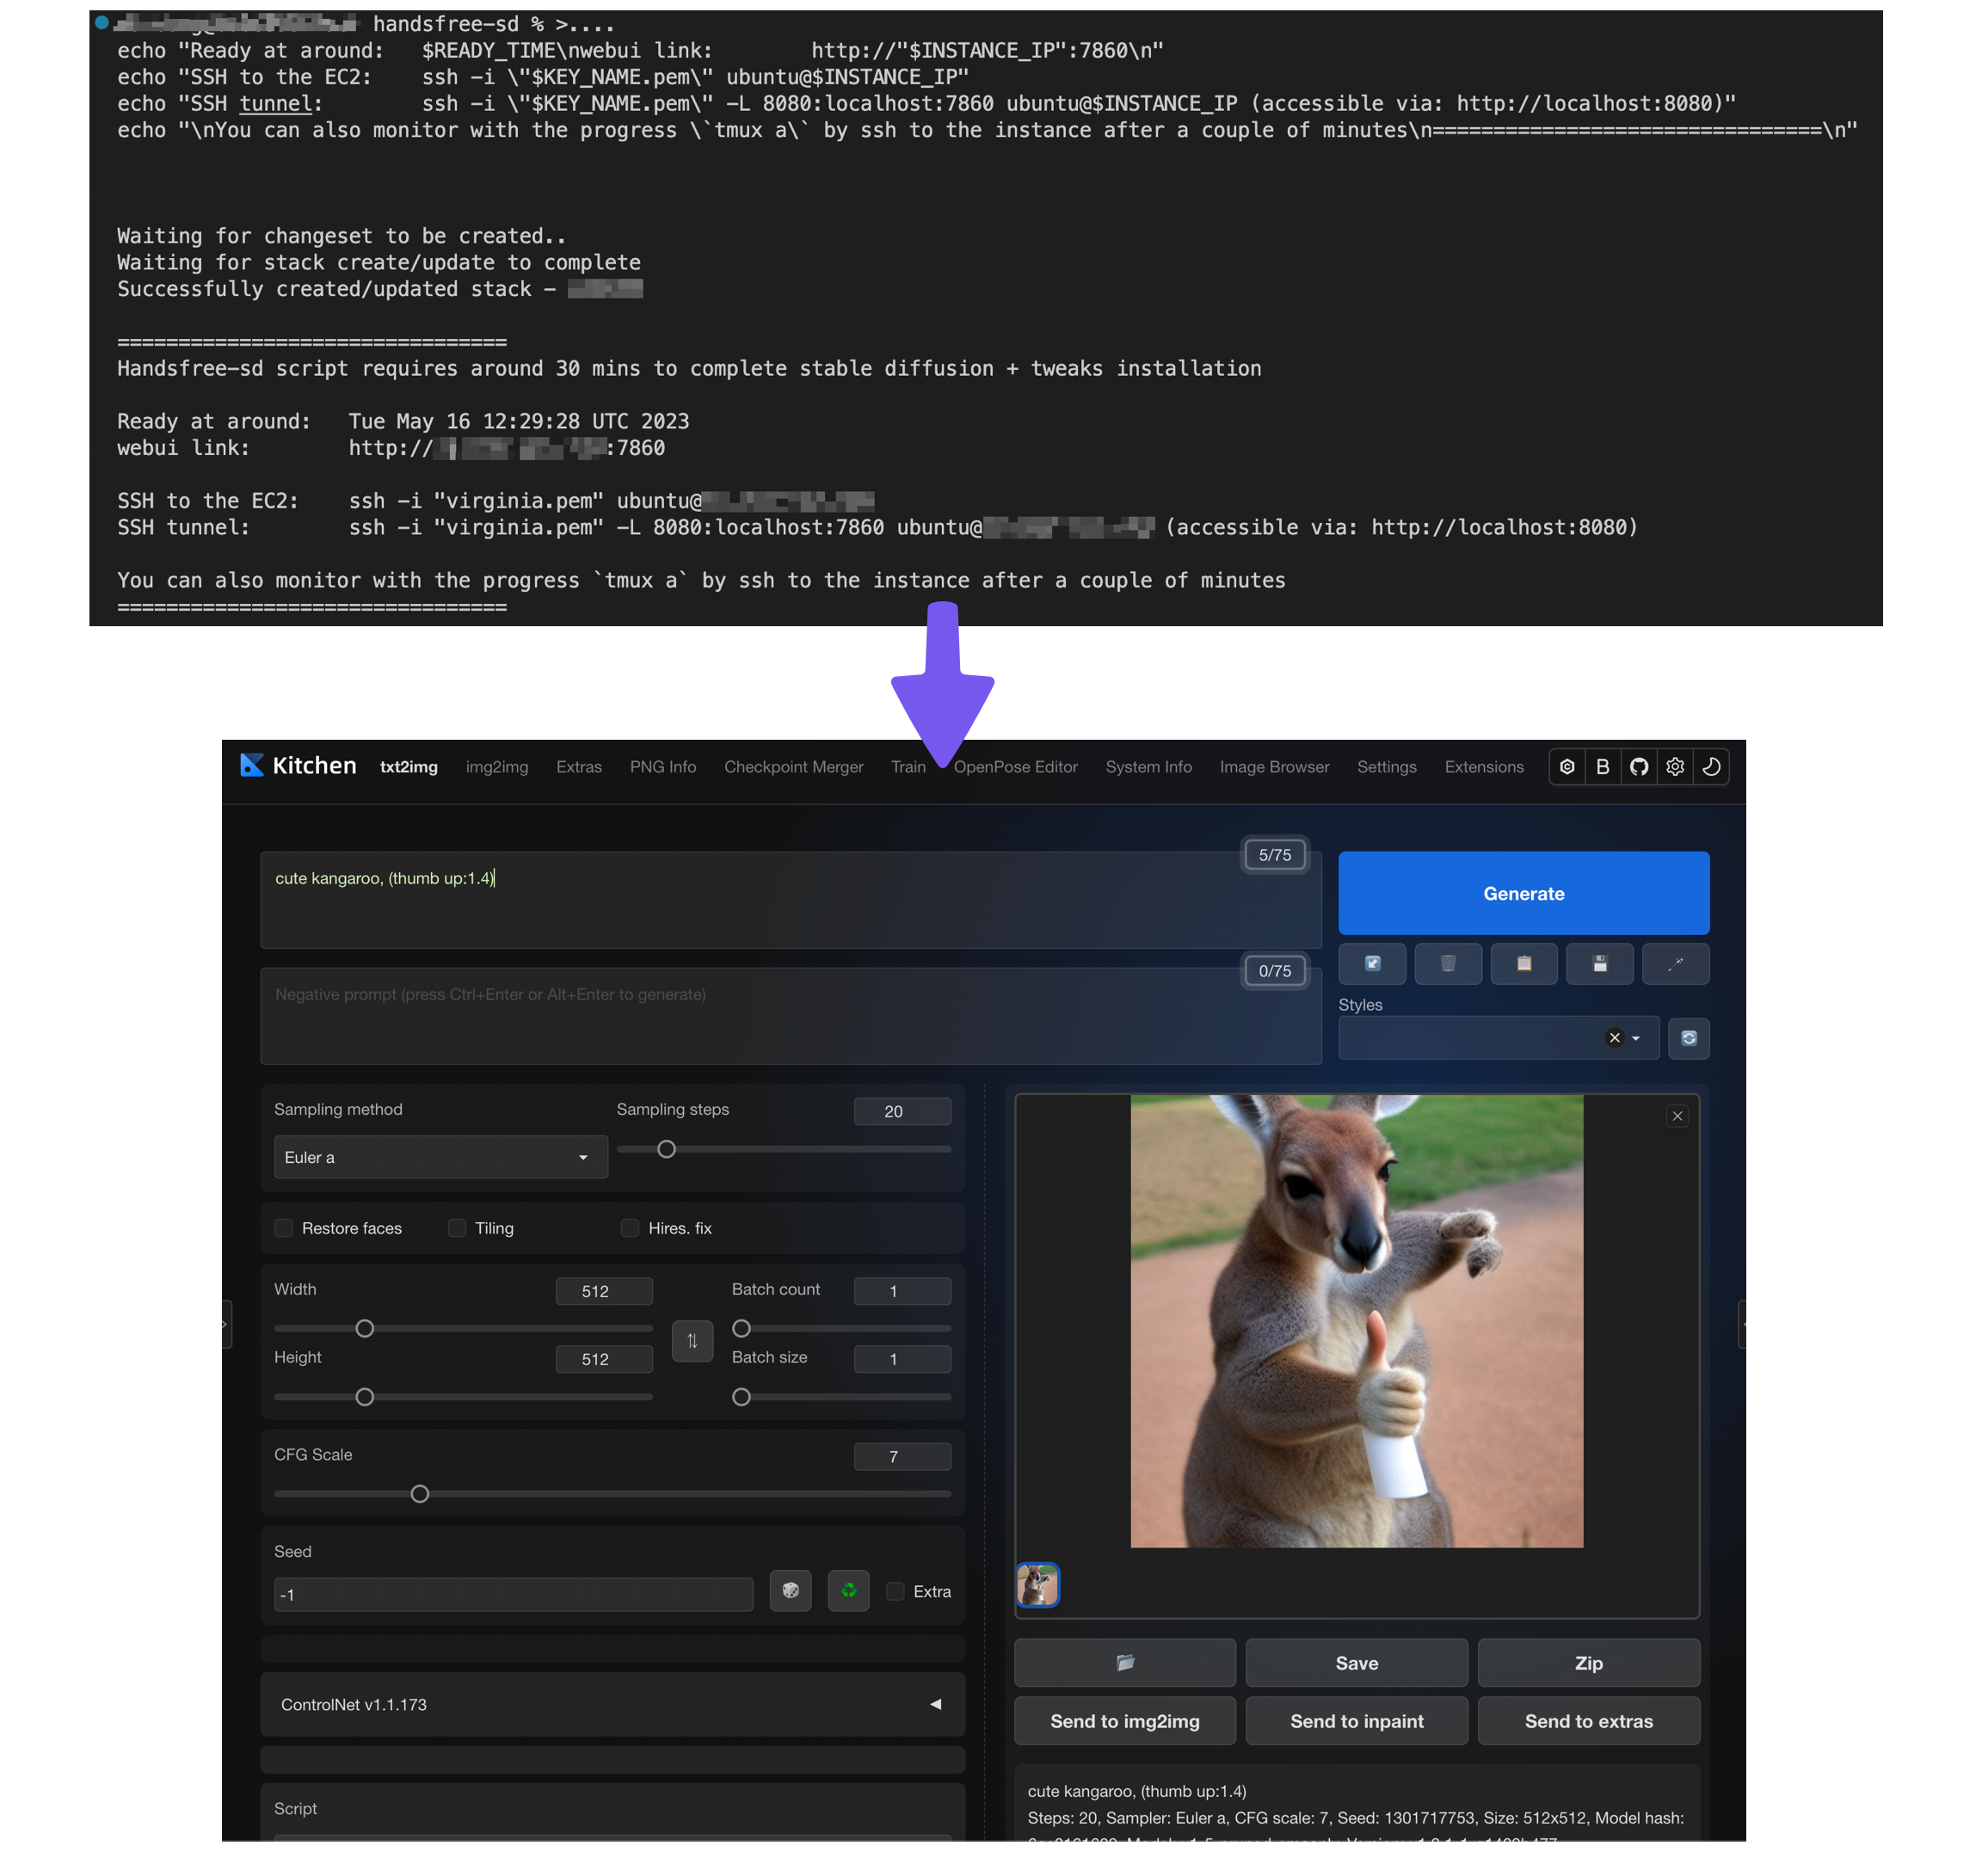 handsfree-sd % >....
echo "Ready at around:   $READY_TIME\nwebui link:        http://"$INSTANCE_IP":7860\n"
echo "SSH to the EC2:    ssh -i \"$KEY_NAME.pem\" ubuntu@$INSTANCE_IP"
echo "SSH tunnel:        ssh -i \"$KEY_NAME.pem\" -L 8080:localhost:7860 ubuntu@$INSTANCE_IP (accessible via: http://localhost:8080)"
echo "\nYou can also monitor with the progress \`tmux a\` by ssh to the instance after a couple of minutes\n================================\n"
Waiting for changeset to be created..
Waiting for stack create/update to complete
Successfully created/updated stack -
================================
Handsfree-sd script requires around 30 mins to complete stable diffusion + tweaks installation
Ready at around:   Tue May 16 12:29:28 UTC 2023
webui link:        http://:7860
SSH to the EC2:    ssh -i "virginia.pem" ubuntu@
SSH tunnel:        ssh -i "virginia.pem" -L 8080:localhost:7860 ubuntu@ (accessible via: http://localhost:8080)
You can also monitor with the progress `tmux a` by ssh to the instance after a couple of minutes
================================
Kitchen txt2img img2img Extras PNG Info Checkpoint Merger Train OpenPose Editor System Info Image Browser Settings Extensions B
5/75
cute kangaroo, (thumb up:1.4)
Generate
0/75
Negative prompt (press Ctrl+Enter or Alt+Enter to generate)
Styles
Sampling method
Sampling steps 20
Euler a
Restore faces Tiling Hires. fix
Width 512 Batch count 1
Height 512 Batch size 1
CFG Scale 7
Seed
-1
Extra
ControlNet v1.1.173
Script
Save Zip
Send to img2img Send to inpaint Send to extras
cute kangaroo, (thumb up:1.4)
Steps: 20, Sampler: Euler a, CFG scale: 7, Seed: 1301717753, Size: 512x512, Model hash: